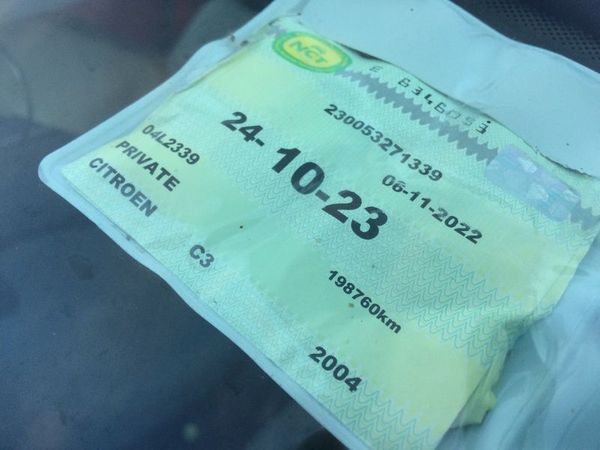 NCT
230053271339
04L2339
24-10-23
06-11-2022
PRIVATE
CITROEN
C3
198760km
2004